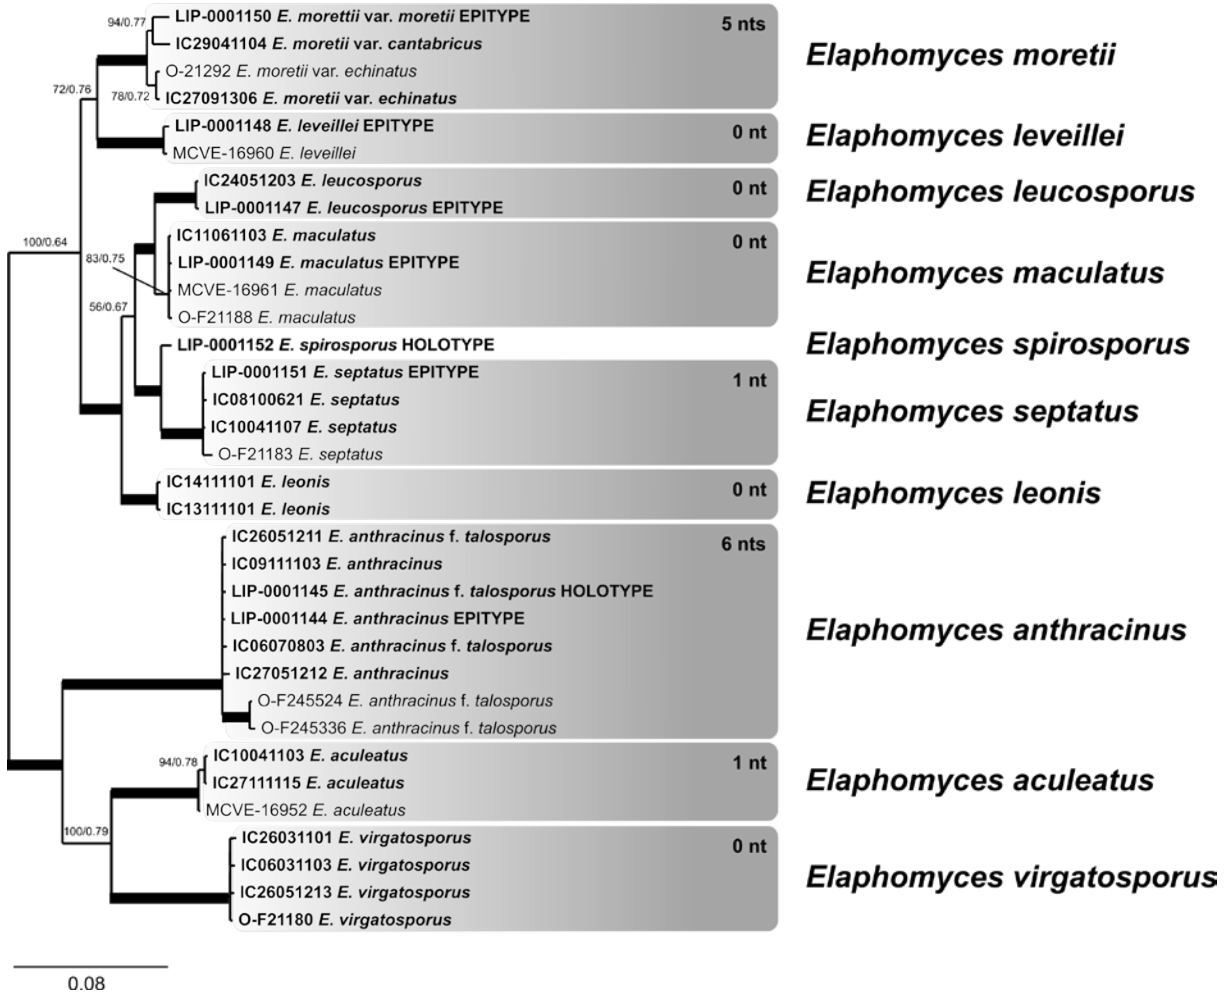 94/0.77
LIP-0001150 E. morettii var. moretii EPITYPE
5 nts
IC29041104 E. moretii var. cantabricus
Elaphomyces moretii
O-21292 E. moretii var. echinatus
72/0.76
78/0.72
IC27091306 E. moretii var. echinatus
LIP-0001148 E. leveillei EPITYPE
0 nt
Elaphomyces leveillei
MCVE-16960 E. leveillei
IC24051203 E. leucosporus
0 nt
Elaphomyces leucosporus
LIP-0001147 E. leucosporus EPITYPE
IC11061103 E. maculatus
0 nt
100/0.64
83/0.75
LIP-0001149 E. maculatus EPITYPE
Elaphomyces maculatus
MCVE-16961 E. maculatus
56/0.67
O-F21188 E. maculatus
LIP-0001152 E. spirosporus HOLOTYPE
Elaphomyces spirosporus
LIP-0001151 E. septatus EPITYPE
1 nt
IC08100621 E. septatus
Elaphomyces septatus
IC10041107 E. septatus
O-F21183 E. septatus
IC14111101 E. leonis
0 nt
Elaphomyces leonis
IC13111101 E. leonis
IC26051211 E. anthracinus f. talosporus
6 nts
IC09111103 E. anthracinus
LIP-0001145 E. anthracinus f. talosporus HOLOTYPE
LIP-0001144 E. anthracinus EPITYPE
Elaphomyces anthracinus
IC06070803 E. anthracinus f. talosporus
IC27051212 E. anthracinus
O-F245524 E. anthracinus f. talosporus
O-F245336 E. anthracinus f. talosporus
94/0.78
IC10041103 E. aculeatus
1 nt
IC27111115 E. aculeatus
Elaphomyces aculeatus
MCVE-16952 E. aculeatus
100/0.79
IC26031101 E. virgatosporus
0 nt
IC06031103 E. virgatosporus
Elaphomyces virgatosporus
IC26051213 E. virgatosporus
O-F21180 E. virgatosporus
0.08